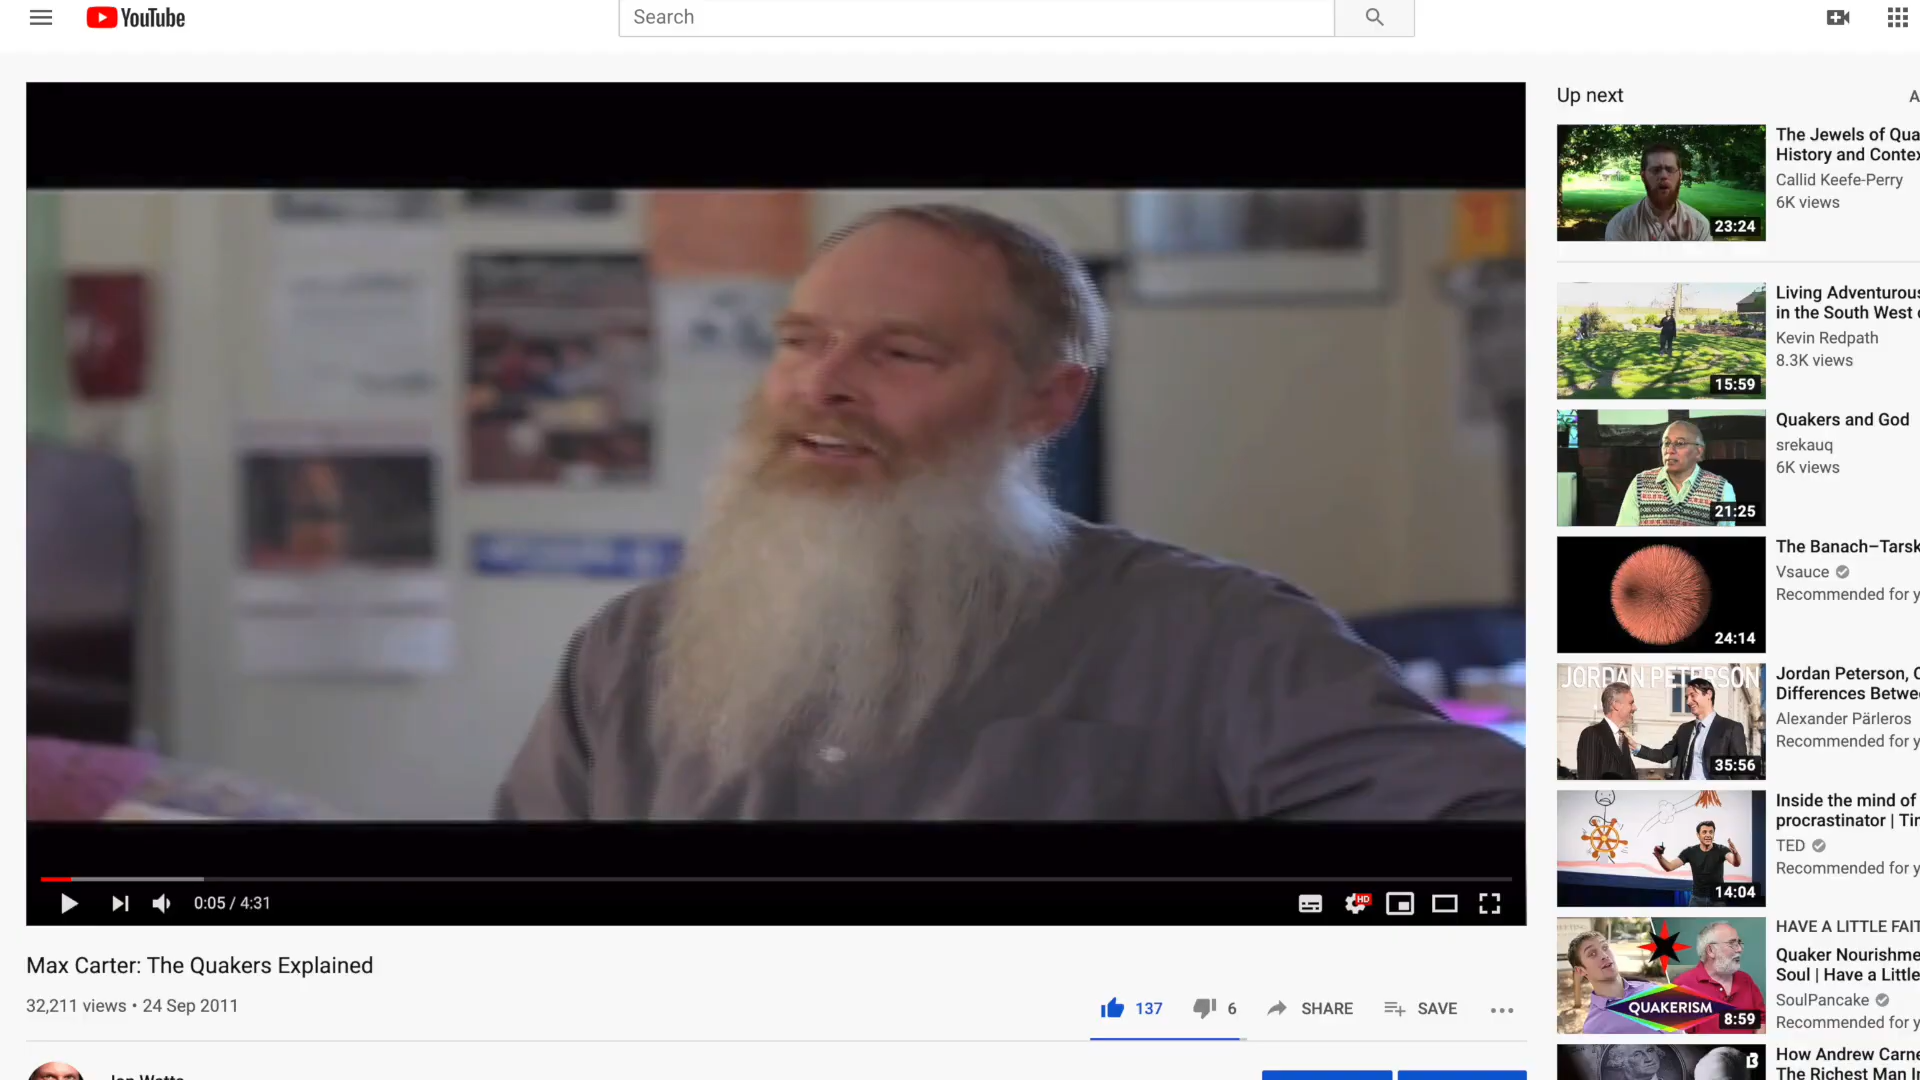 YouTube
Search
Up next
The Jewels of Qua
History and Contex
Callid Keefe-Perry
6K views
23:24
Living Adventurous
in the South West
Kevin Redpath
8.3K views
15:59
Quakers and God
srekauq
6K views
21:25
The Banach–Tarsk
Vsauce
Recommended for y
24:14
JORDAN PETERSON
Jordan Peterson, C
Differences Betwe
Alexander Pärleros
Recommended for y
35:56
Inside the mind of
procrastinator | Tim
TED
Recommended for y
14:04
HAVE A LITTLE FAIT
Quaker Nourishme
Soul | Have a Little
SoulPancake
Recommended for y
QUAKERISM
8:59
How Andrew Carne
The Richest Man In
0:05 / 4:31
HD
Max Carter: The Quakers Explained
32,211 views • 24 Sep 2011
137
6
SHARE
SAVE
Jon Watts